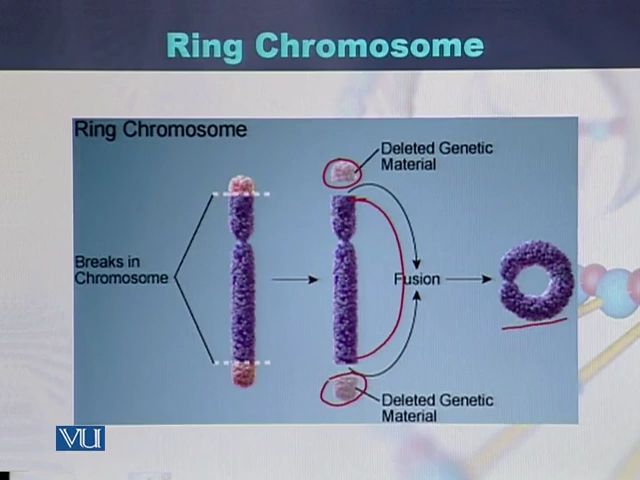 Ring Chromosome
Ring Chromosome
Deleted Genetic
Material
Breaks in
Chromosome
Fusion
Deleted Genetic
Material
VU